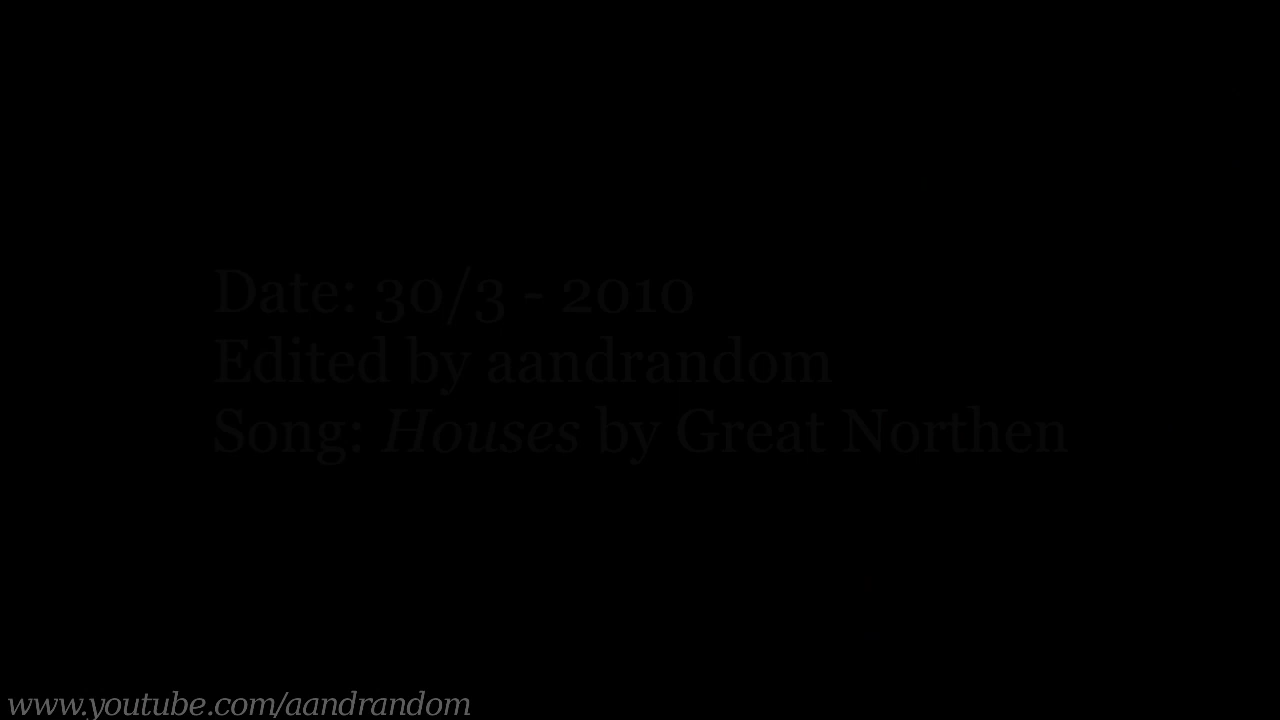 Date: 30/3 - 2010
Edited by aandrandom
Song: Houses by Great Northen
www.youtube.com/aandrandom